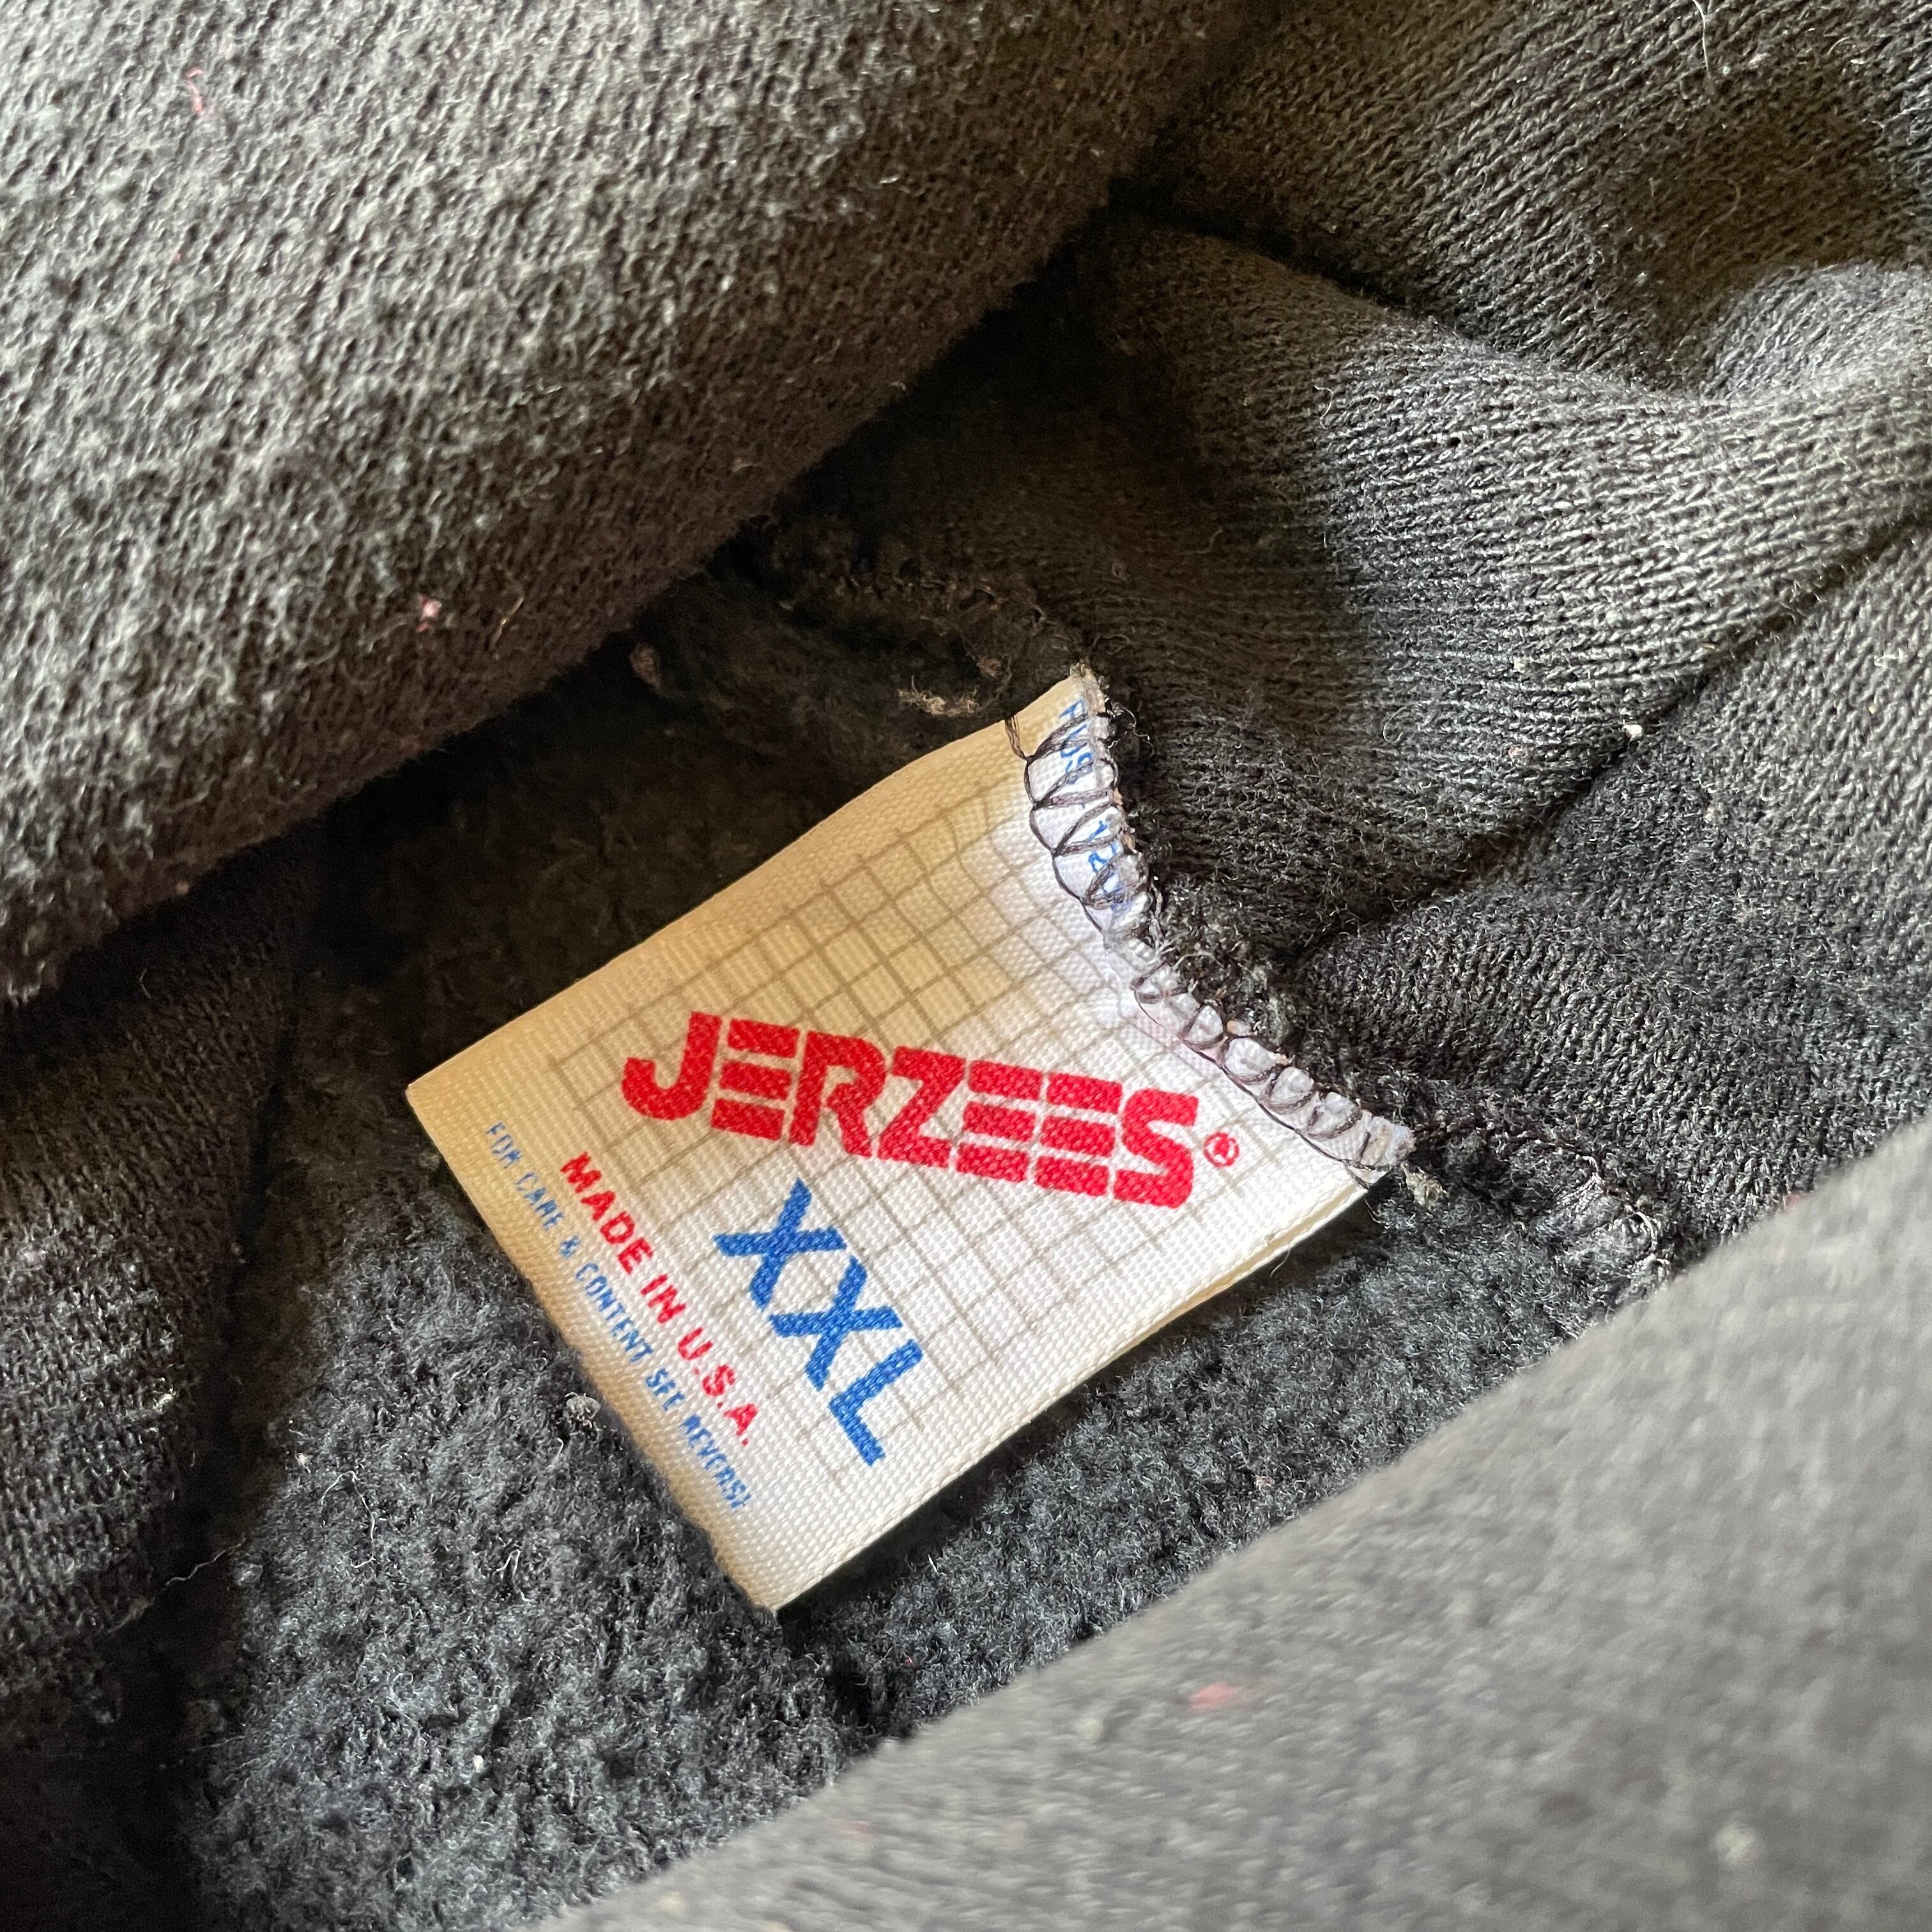 JERZEES®
XXL
MADE IN U.S.A.
FOR CARE & CONTENT SEE REVERSE